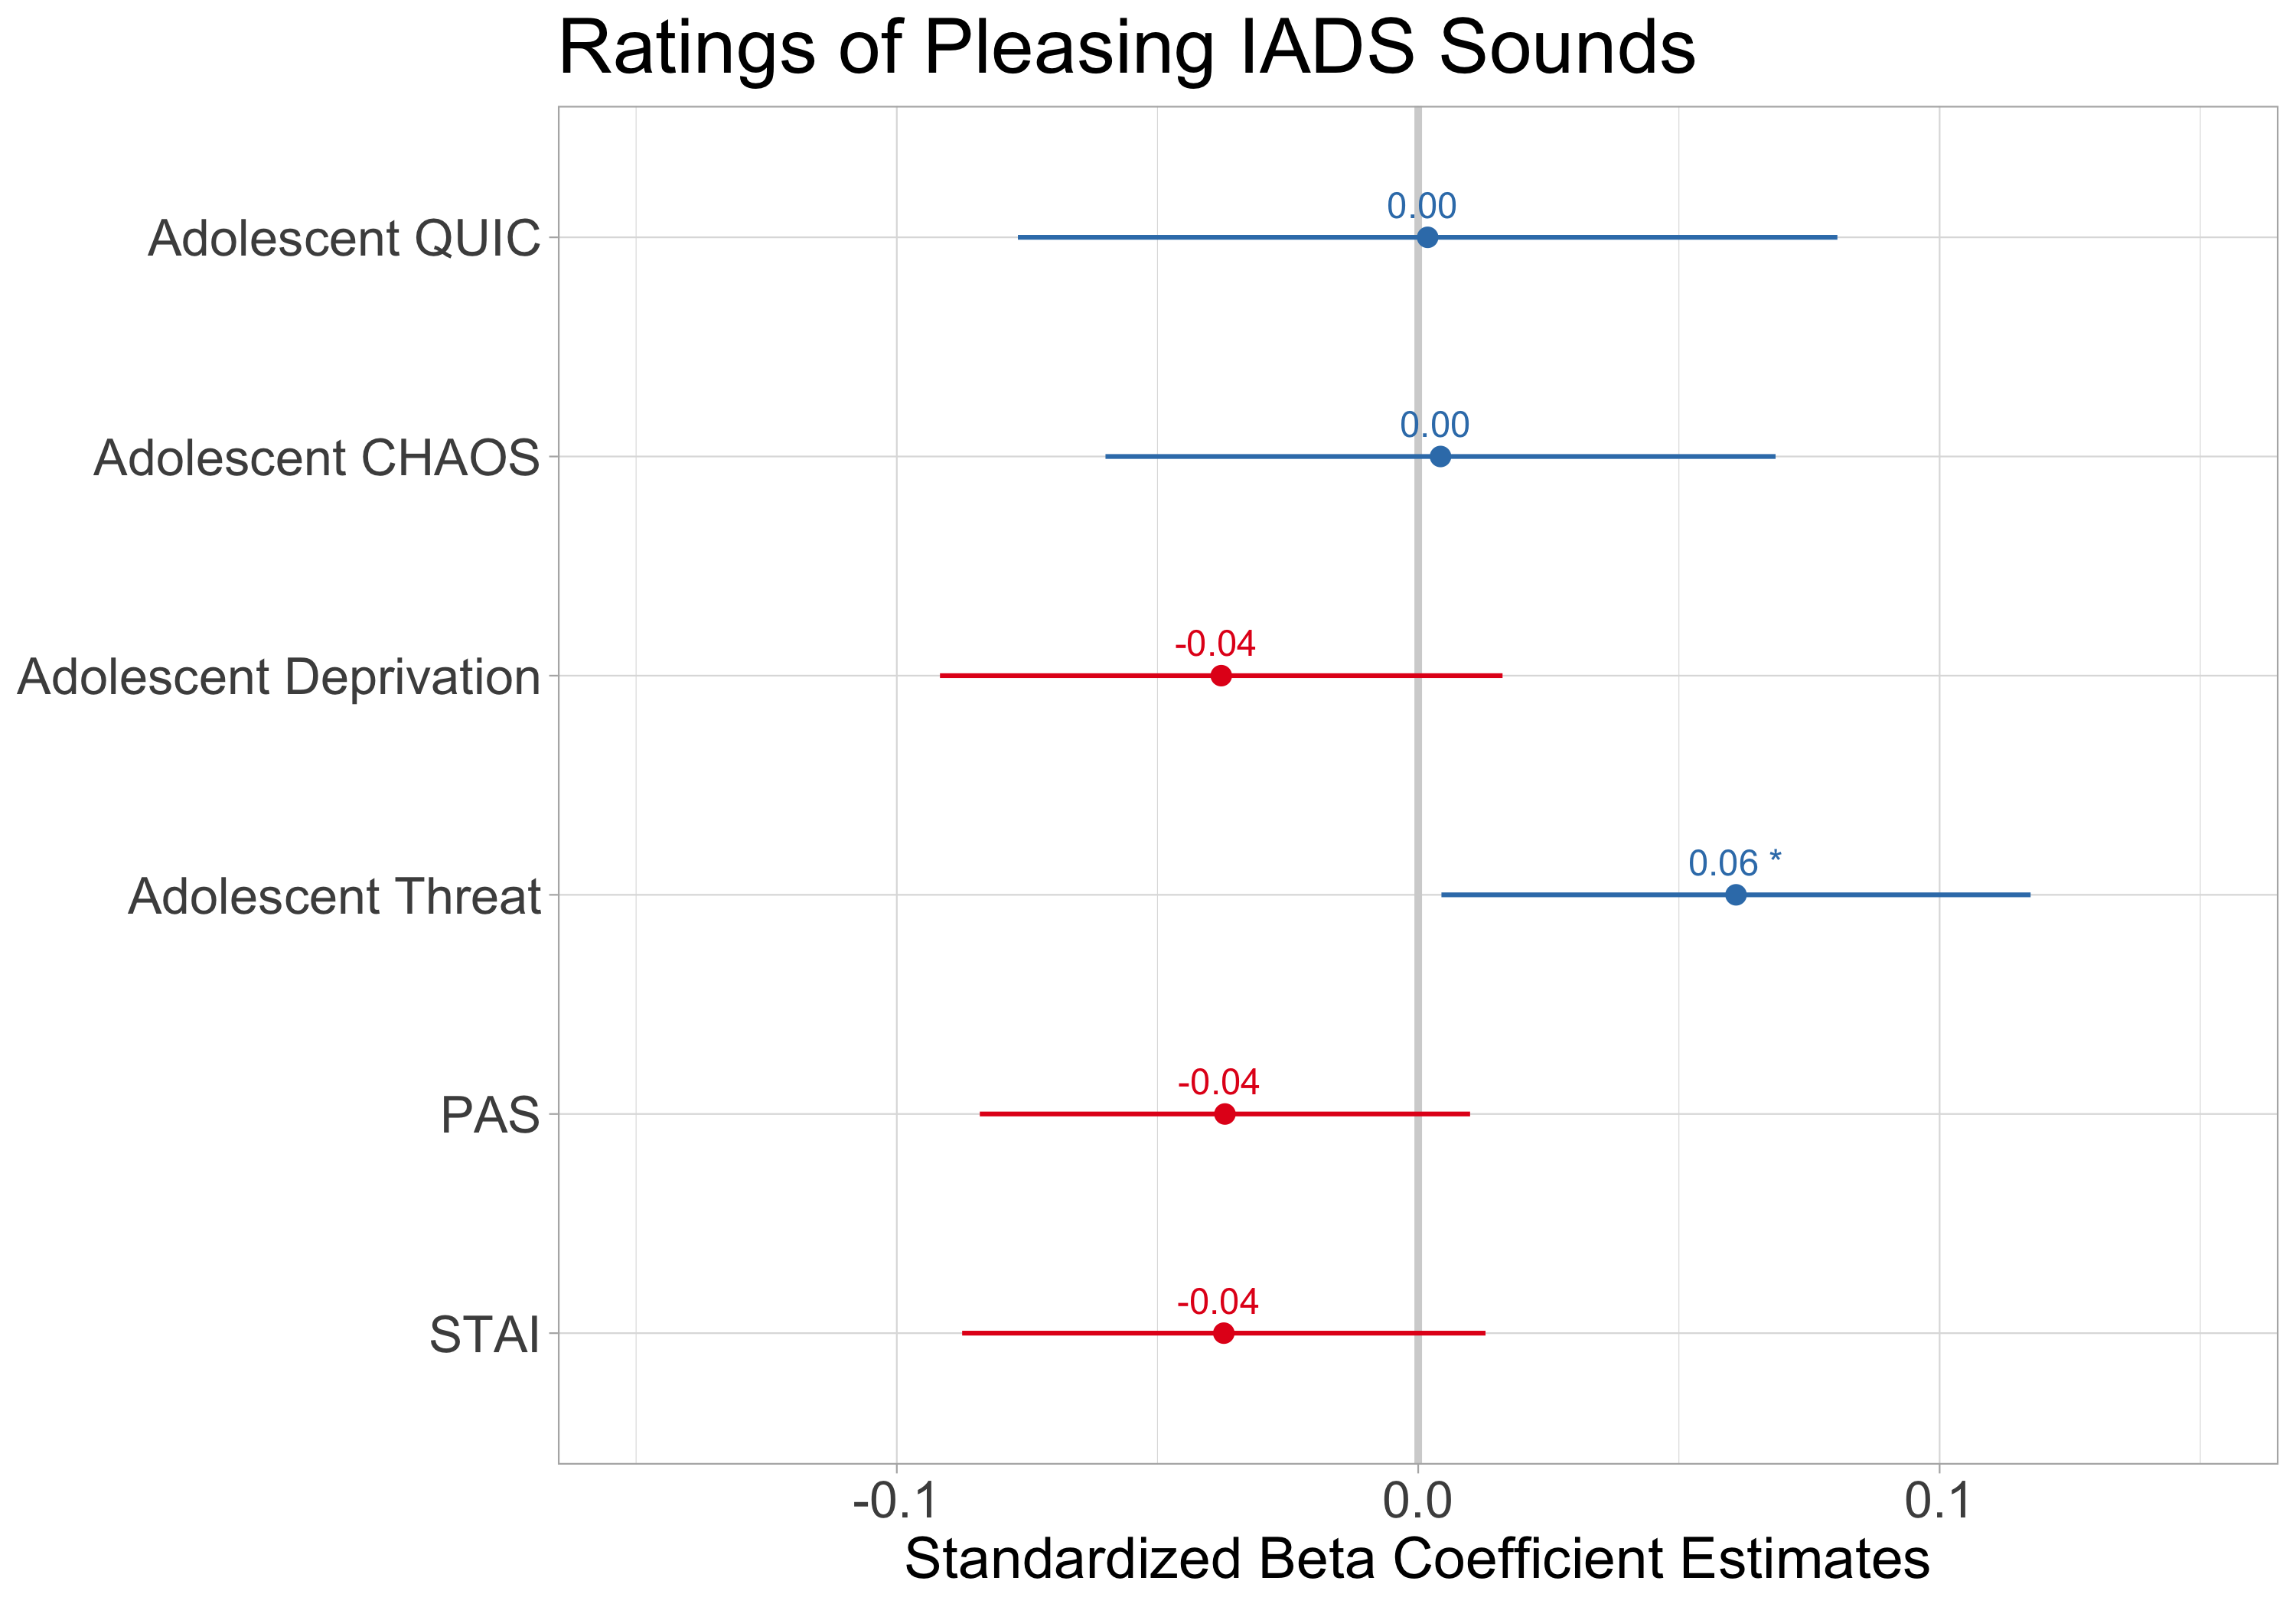 Ratings of Pleasing IADS Sounds
Adolescent QUIC
0.00
Adolescent CHAOS
0.00
Adolescent Deprivation
-0.04
Adolescent Threat
0.06 *
PAS
-0.04
STAI
-0.04
-0.1 0.0 0.1
Standardized Beta Coefficient Estimates